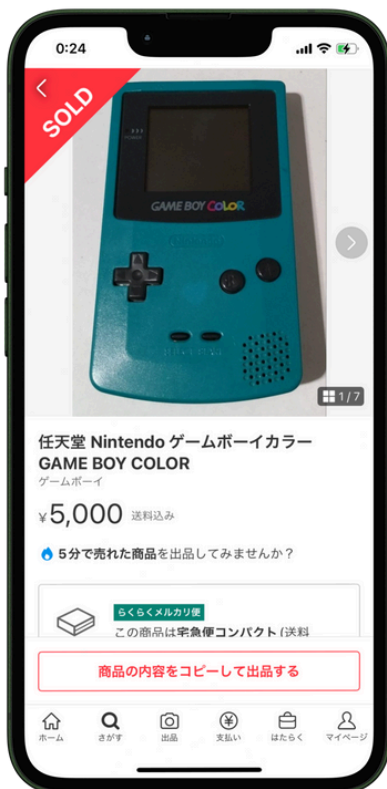 0:24
SOLD
GAME BOY COLOR
1/7
任天堂 Nintendo ゲームボーイカラー
GAME BOY COLOR
ゲームボーイ
¥5,000 送料込み
5分で売れた商品を出品してみませんか？
らくらくメルカリ便
この商品は宅急便コンパクト (送料
商品の内容をコピーして出品する
ホーム さがす 出品 支払い はたらく マイページ